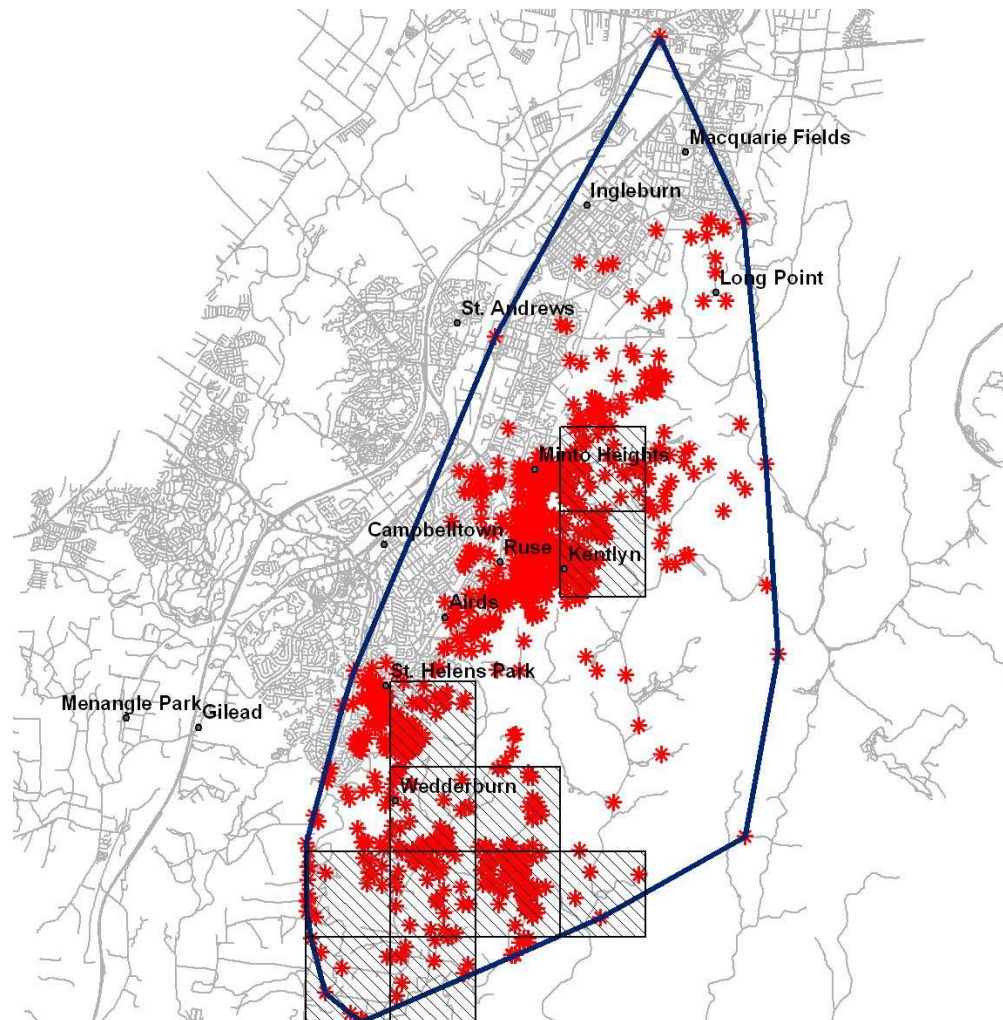 Macquarie Fields
Ingleburn
Long Point
St. Andrews
Minto Heights
Campbelltown
Ruse
Kentlyn
Airds
St. Helens Park
Menangle Park
Gilead
Wedderburn